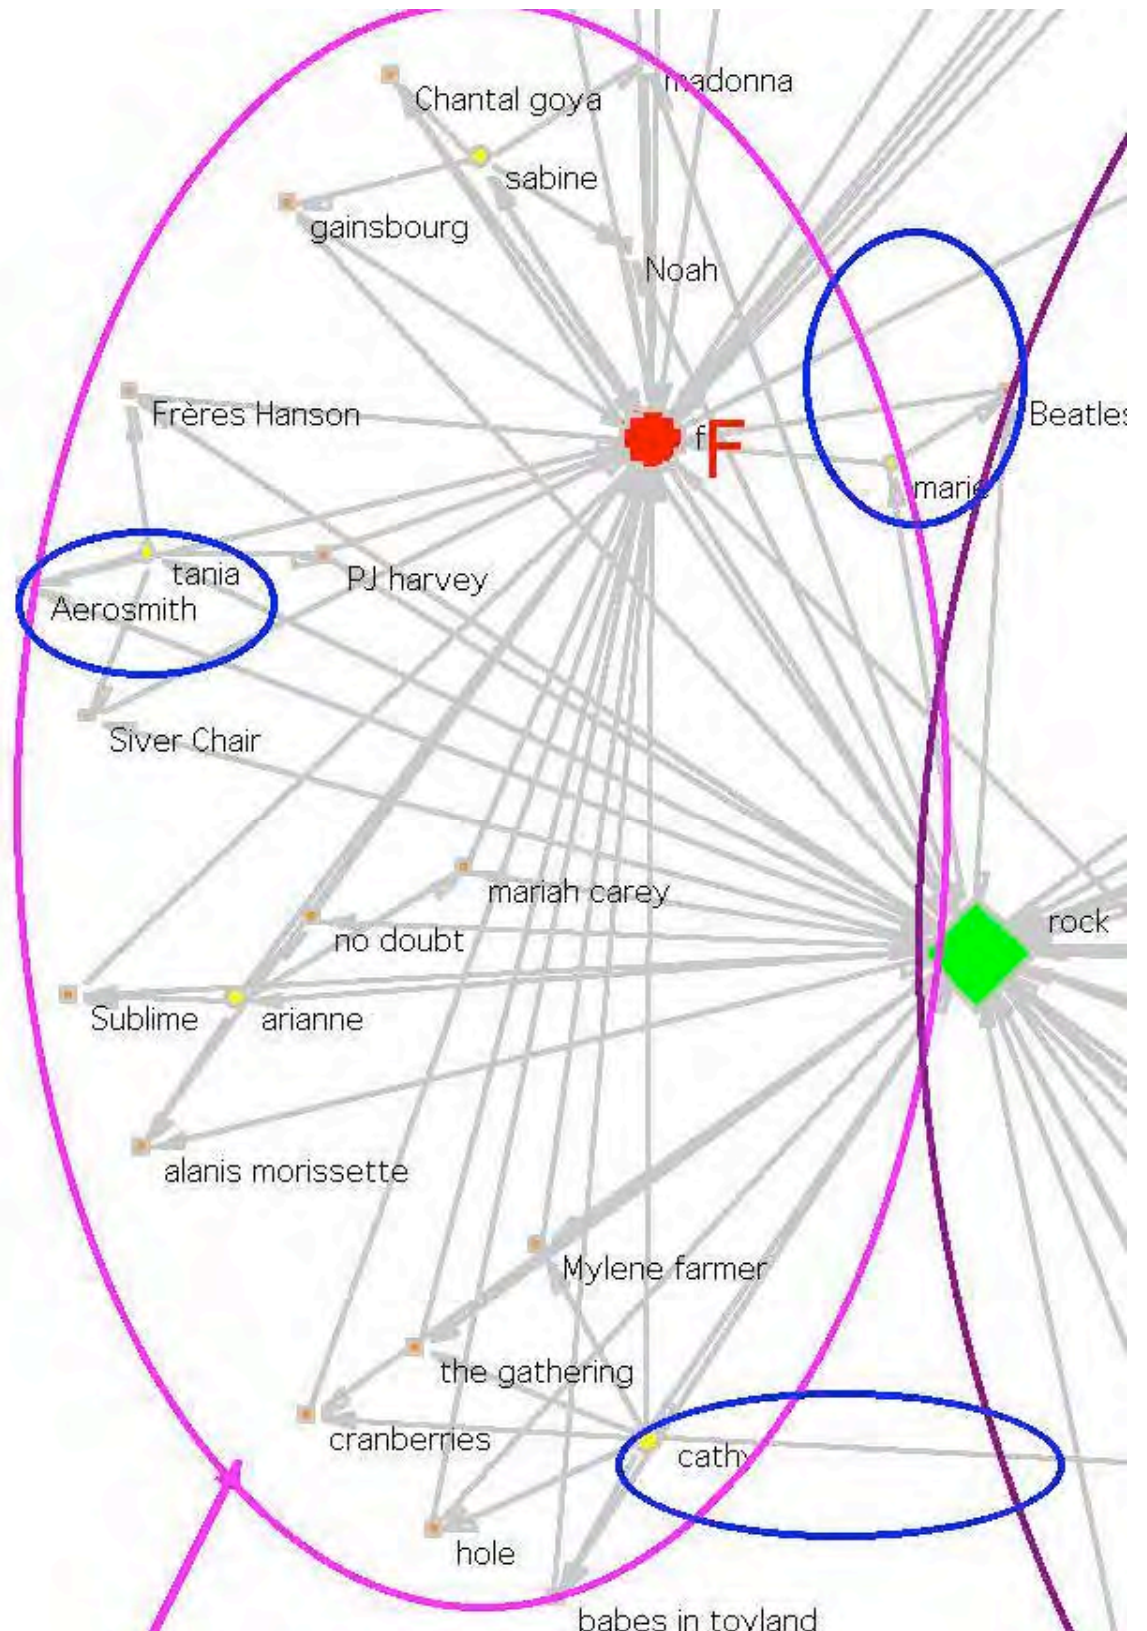 madonna
Chantal goya
sabine
gainsbourg
Noah
Frères Hanson
f
F
Beatles
marie
tania
PJ harvey
Aerosmith
Siver Chair
mariah carey
rock
no doubt
Sublime
arianne
alanis morissette
Mylene farmer
the gathering
cranberries
cathy
hole
babes in toyland